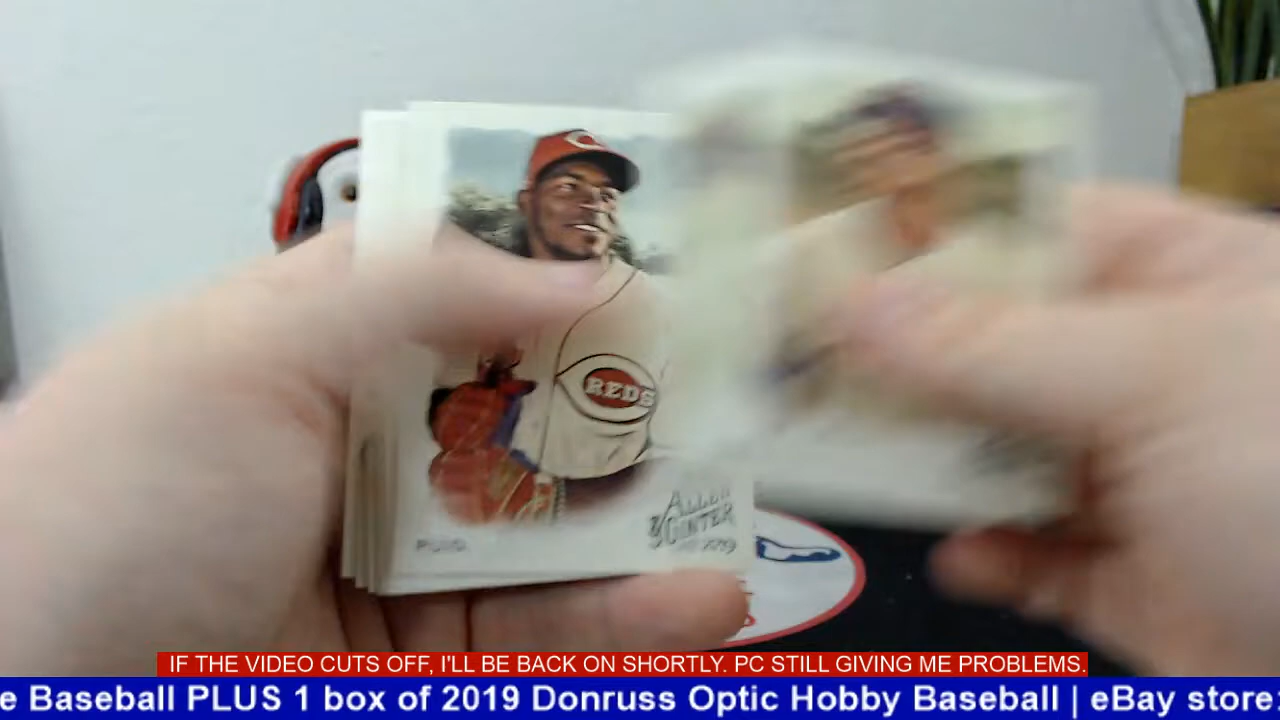 REDS
ALLEN
& GINTER
2019
PUIG
IF THE VIDEO CUTS OFF, I'LL BE BACK ON SHORTLY. PC STILL GIVING ME PROBLEMS.
e Baseball PLUS 1 box of 2019 Donruss Optic Hobby Baseball | eBay store: